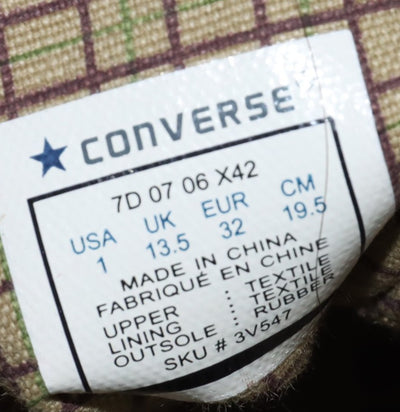 CONVERSE
7D 07 06 X42
USA UK EUR CM
1 13.5 32 19.5
MADE IN CHINA
FABRIQUÉ EN CHINE
UPPER : TEXTILE
LINING : TEXTILE
OUTSOLE : RUBBER
SKU # 3V547